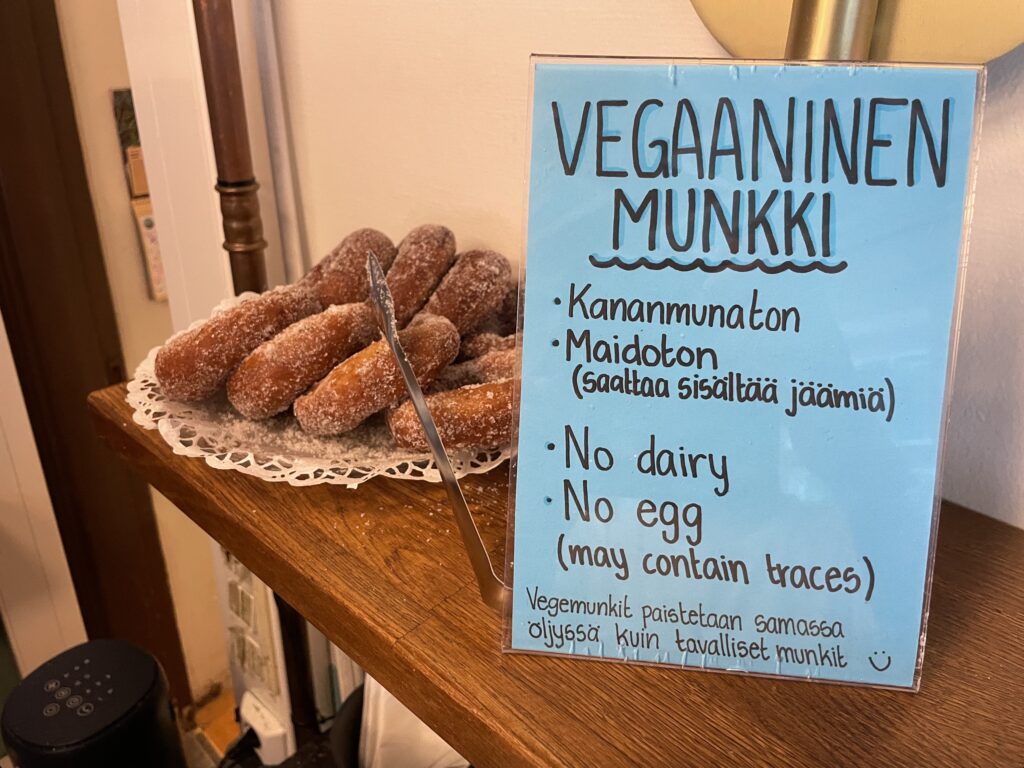 VEGAANINEN
MUNKKI
• Kananmunaton
• Maidoton
(saattaa sisältää jäämiä)
• No dairy
• No egg
(may contain traces)
Vegemunkit paistetaan samassa
öljyssä kuin tavalliset munkit